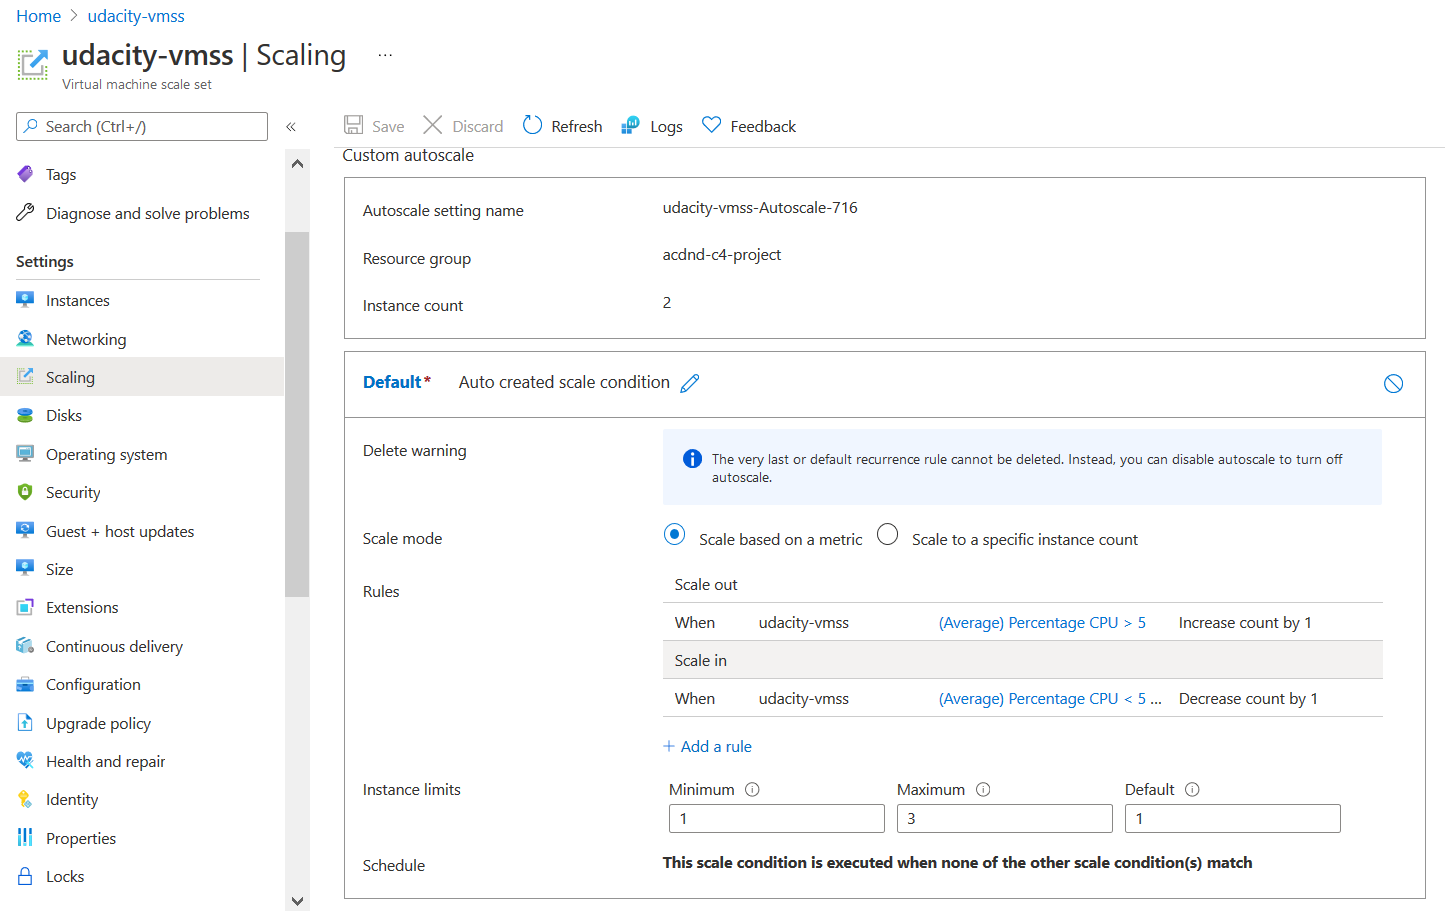 Home > udacity-vmss
udacity-vmss | Scaling ...
Virtual machine scale set
Search (Ctrl+/)
«
Save
Discard
Refresh
Logs
Feedback
Tags
Diagnose and solve problems
Settings
Instances
Networking
Scaling
Disks
Operating system
Security
Guest + host updates
Size
Extensions
Continuous delivery
Configuration
Upgrade policy
Health and repair
Identity
Properties
Locks
Custom autoscale
Autoscale setting name udacity-vmss-Autoscale-716
Resource group acdnd-c4-project
Instance count 2
Default* Auto created scale condition
Delete warning
The very last or default recurrence rule cannot be deleted. Instead, you can disable autoscale to turn off
autoscale.
Scale mode Scale based on a metric Scale to a specific instance count
Rules
Scale out
When udacity-vmss (Average) Percentage CPU > 5 Increase count by 1
Scale in
When udacity-vmss (Average) Percentage CPU < 5 ... Decrease count by 1
+ Add a rule
Instance limits
Minimum Maximum Default
1 3 1
Schedule This scale condition is executed when none of the other scale condition(s) match